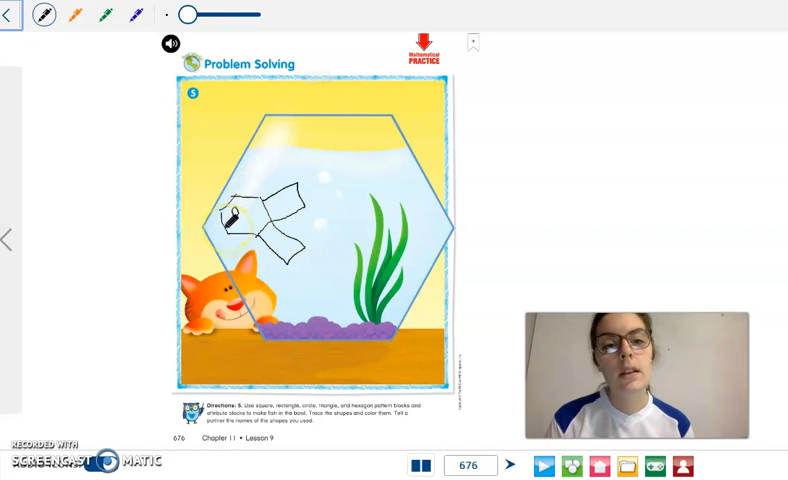 Problem Solving
Mathematical
PRACTICE
5
Directions: 5. Use square, rectangle, circle, triangle, and hexagon pattern blocks and
attribute blocks to make fish in the bowl. Trace the shapes and color them. Tell a
partner the names of the shapes you used.
676 Chapter 11 • Lesson 9
RECORDED WITH
SCREENCAST MATIC
676